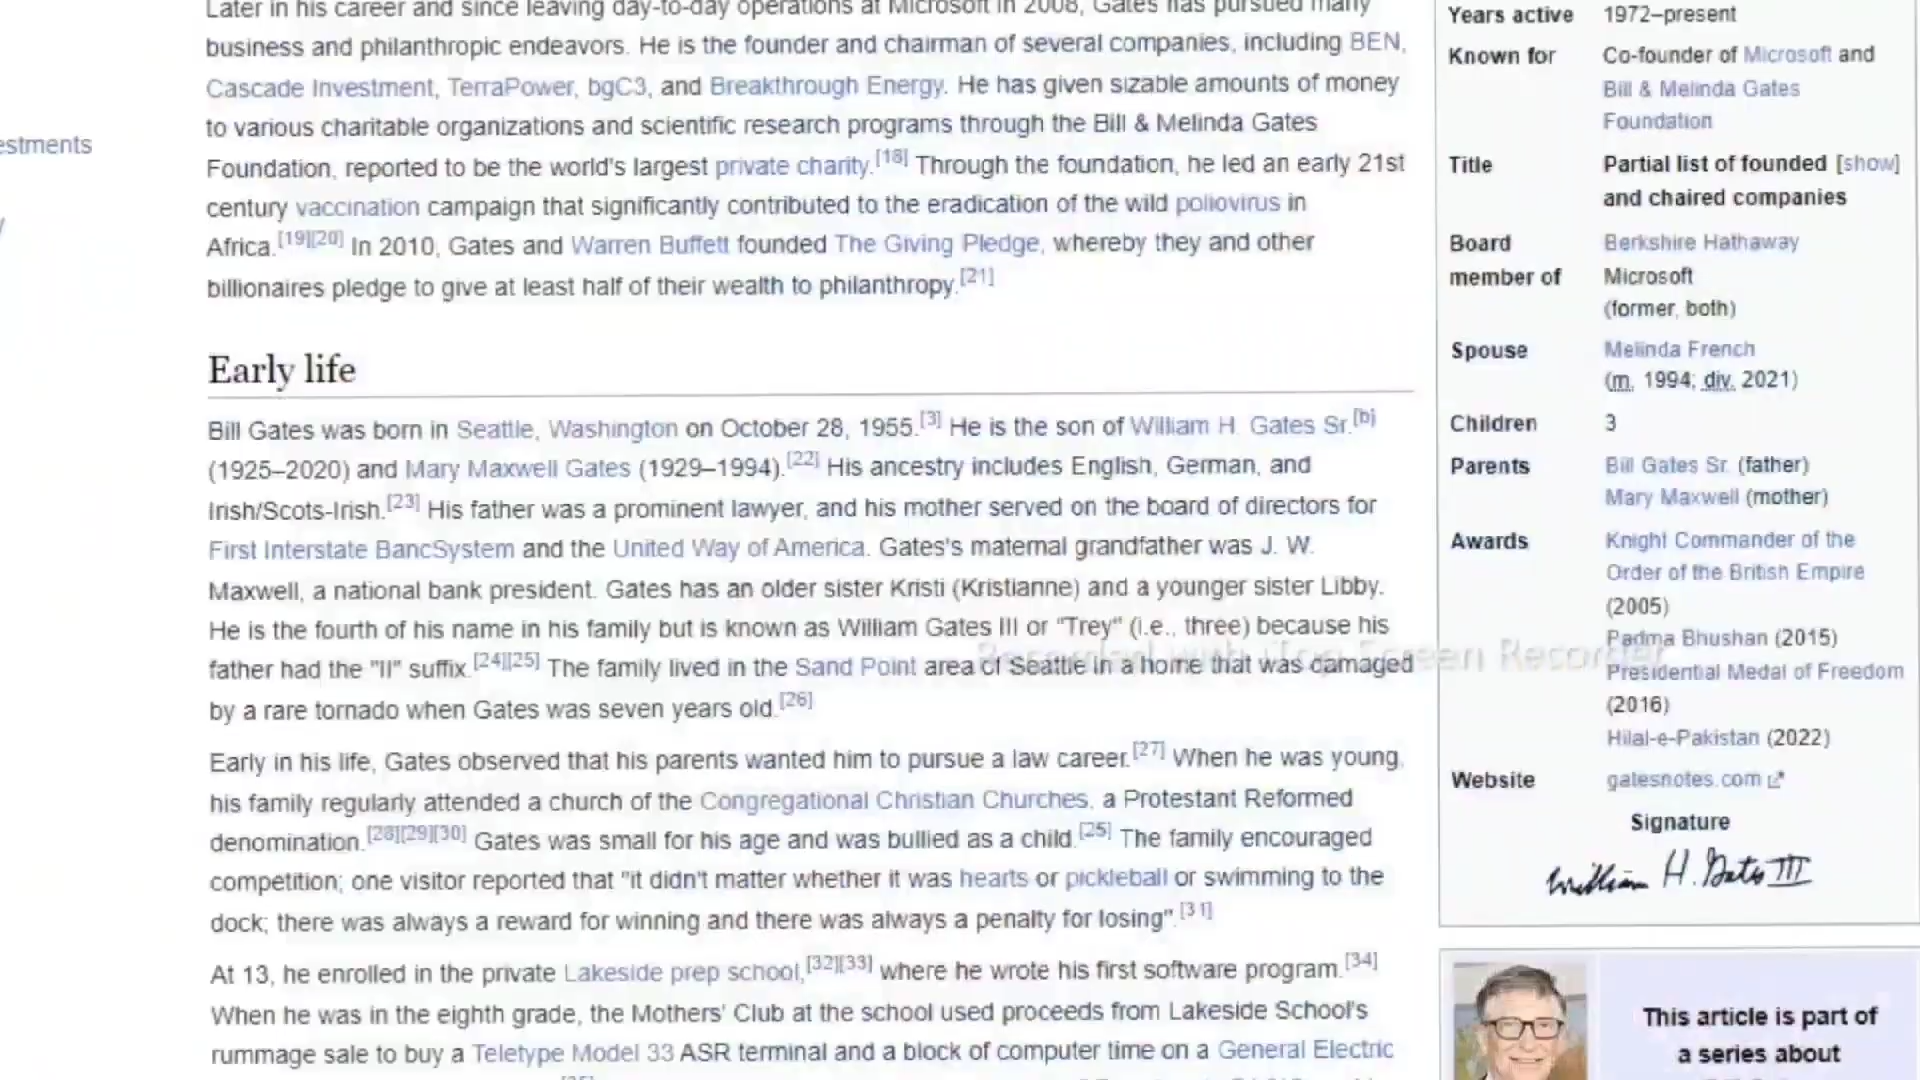 Later in his career and since leaving day-to-day operations at Microsoft in 2008, Gates has pursued many
business and philanthropic endeavors. He is the founder and chairman of several companies, including BEN,
Cascade Investment, TerraPower, bgC3, and Breakthrough Energy. He has given sizable amounts of money
to various charitable organizations and scientific research programs through the Bill & Melinda Gates
Foundation, reported to be the world's largest private charity.[18] Through the foundation, he led an early 21st
century vaccination campaign that significantly contributed to the eradication of the wild poliovirus in
Africa.[19][20] In 2010, Gates and Warren Buffett founded The Giving Pledge, whereby they and other
billionaires pledge to give at least half of their wealth to philanthropy.[21]
estments
Early life
Bill Gates was born in Seattle, Washington on October 28, 1955.[3] He is the son of William H. Gates Sr.[b]
(1925–2020) and Mary Maxwell Gates (1929–1994).[22] His ancestry includes English, German, and
Irish/Scots-Irish.[23] His father was a prominent lawyer, and his mother served on the board of directors for
First Interstate BancSystem and the United Way of America. Gates's maternal grandfather was J. W.
Maxwell, a national bank president. Gates has an older sister Kristi (Kristianne) and a younger sister Libby.
He is the fourth of his name in his family but is known as William Gates III or "Trey" (i.e., three) because his
father had the "II" suffix.[24][25] The family lived in the Sand Point area of Seattle in a home that was damaged
by a rare tornado when Gates was seven years old.[26]
Early in his life, Gates observed that his parents wanted him to pursue a law career.[27] When he was young,
his family regularly attended a church of the Congregational Christian Churches, a Protestant Reformed
denomination.[28][29][30] Gates was small for his age and was bullied as a child.[25] The family encouraged
competition; one visitor reported that "it didn't matter whether it was hearts or pickleball or swimming to the
dock; there was always a reward for winning and there was always a penalty for losing".[31]
At 13, he enrolled in the private Lakeside prep school,[32][33] where he wrote his first software program.[34]
When he was in the eighth grade, the Mothers' Club at the school used proceeds from Lakeside School's
rummage sale to buy a Teletype Model 33 ASR terminal and a block of computer time on a General Electric
Recorded with iTop Screen Recorder
Years active 1972–present
Known for Co-founder of Microsoft and
Bill & Melinda Gates
Foundation
Title Partial list of founded [show]
and chaired companies
Board Berkshire Hathaway
member of Microsoft
(former, both)
Spouse Melinda French
(m. 1994; div. 2021)
Children 3
Parents Bill Gates Sr. (father)
Mary Maxwell (mother)
Awards Knight Commander of the
Order of the British Empire
(2005)
Padma Bhushan (2015)
Presidential Medal of Freedom
(2016)
Hilal-e-Pakistan (2022)
Website gatesnotes.com
Signature
William H. Gates III
This article is part of
a series about